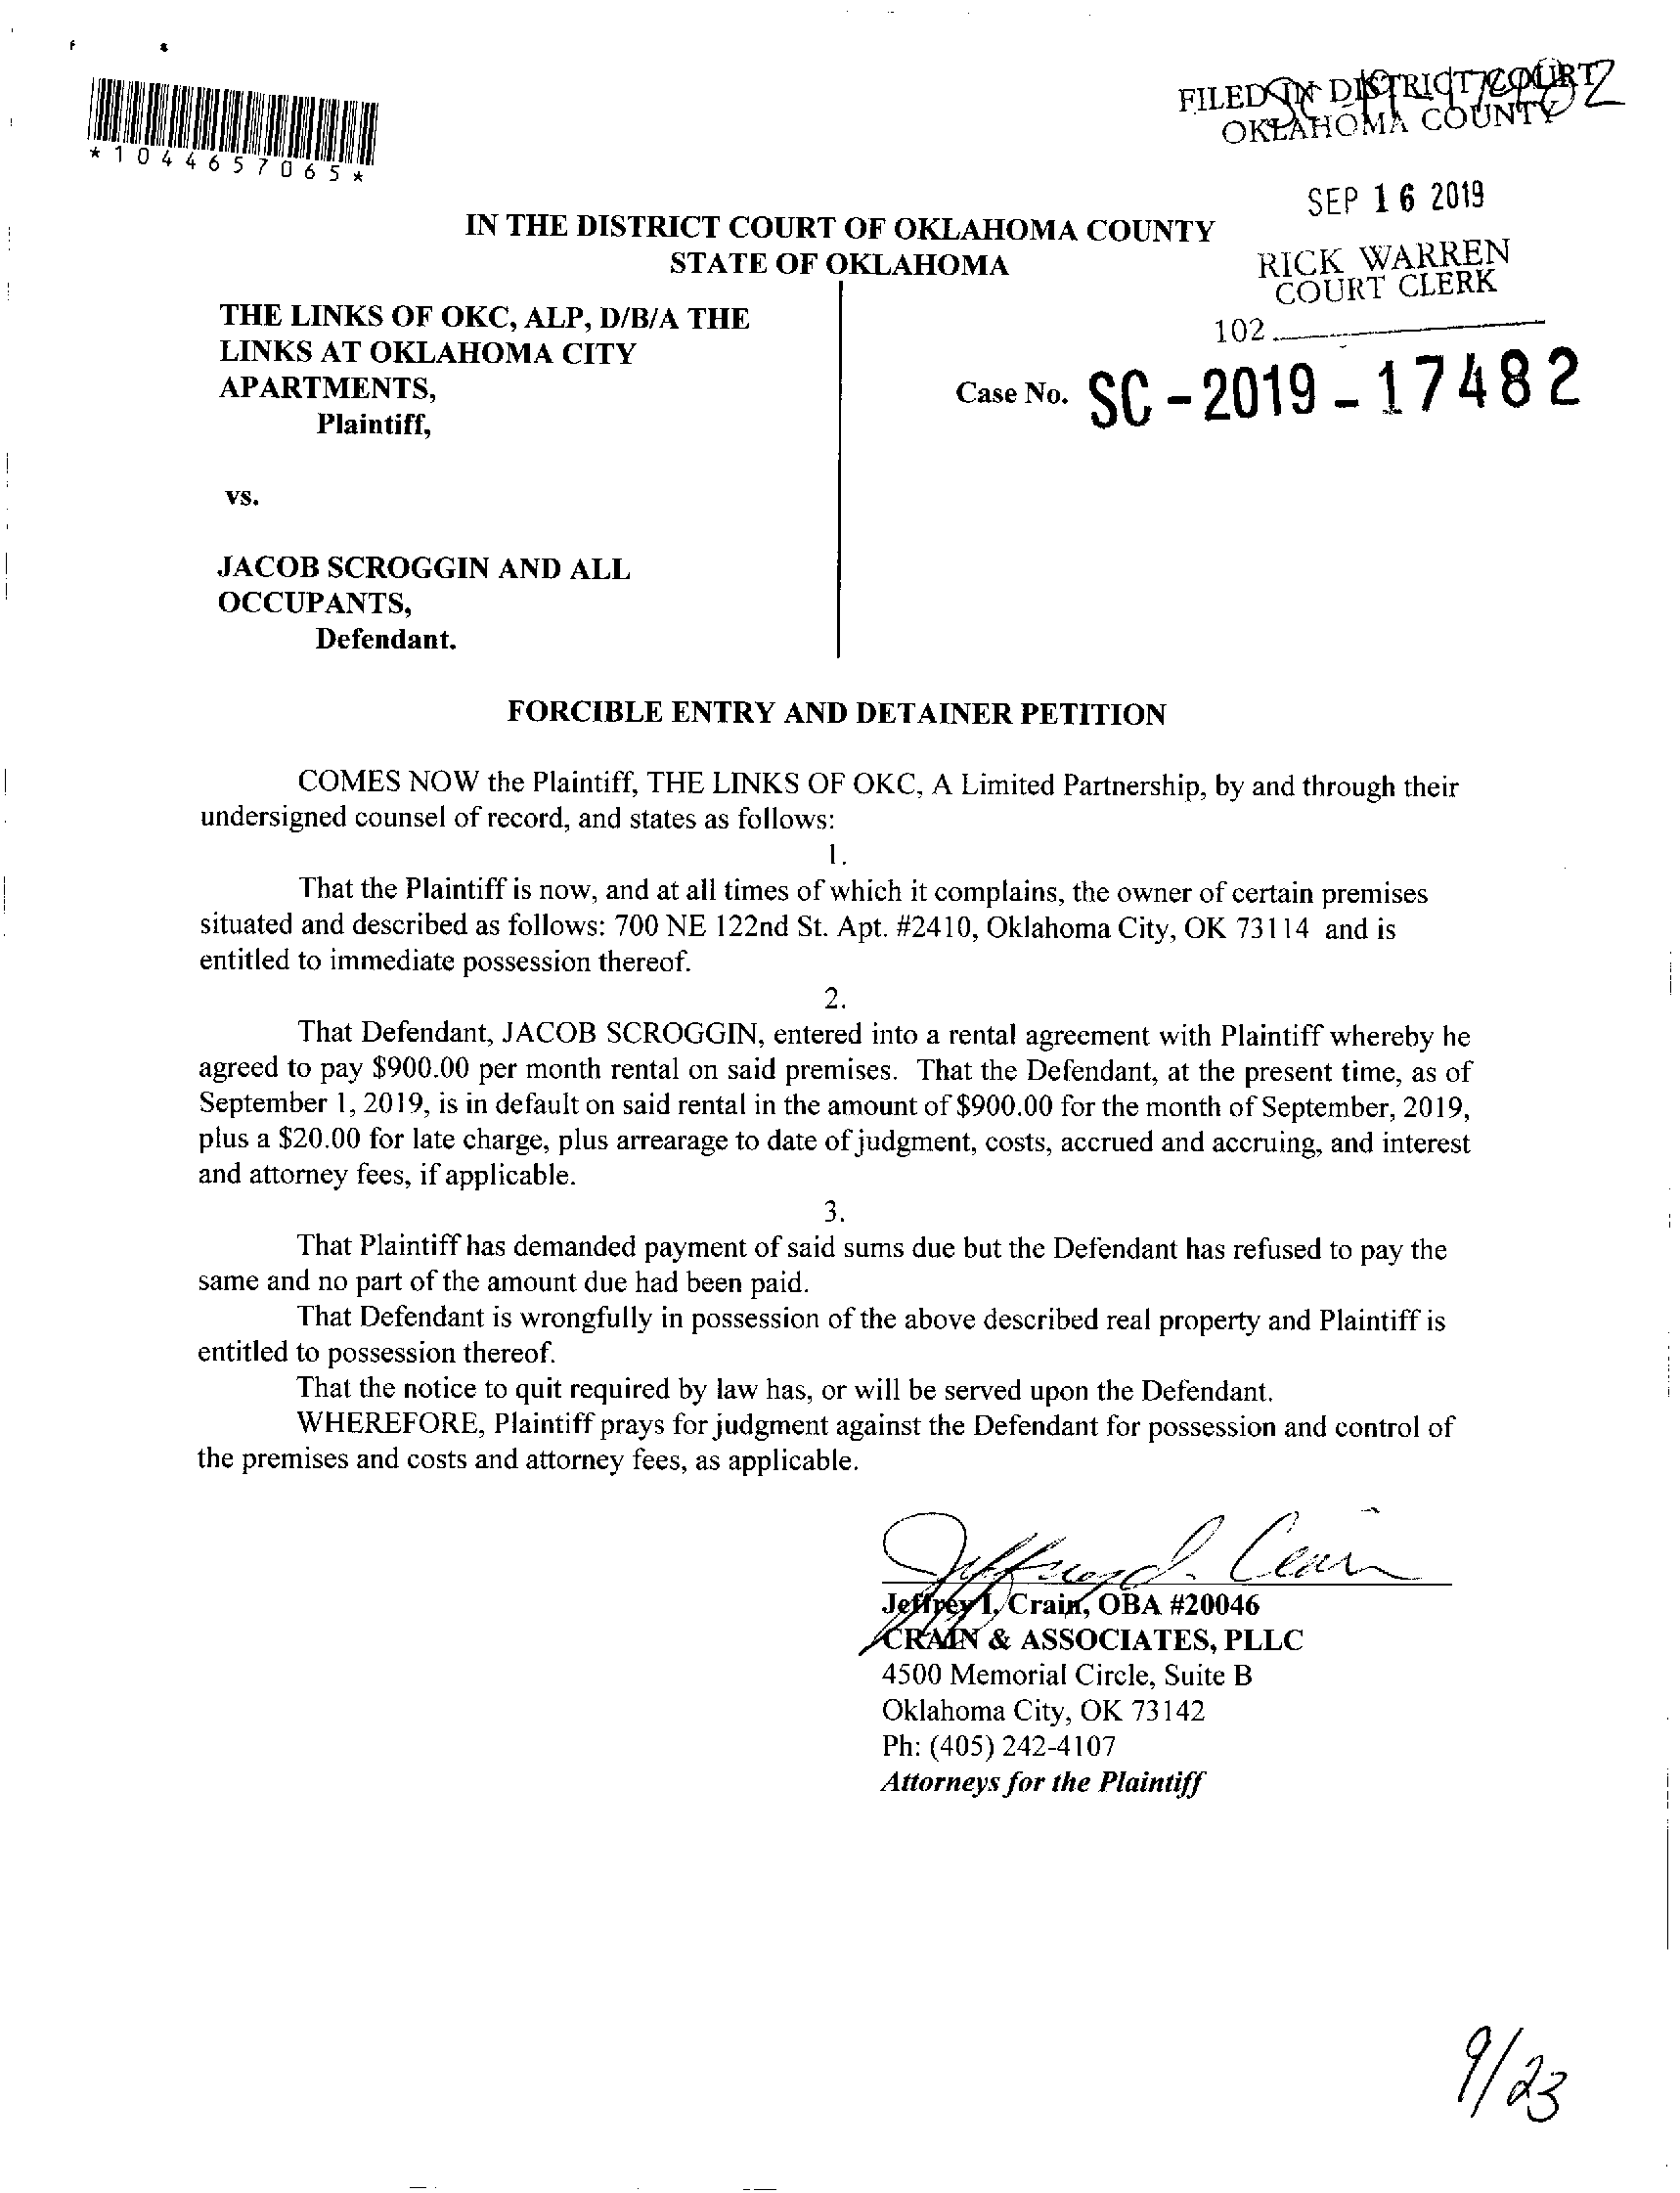 *1044657065*
FILED IN DISTRICT COURT
OKLAHOMA COUNTY
SC-19-17482
SEP 16 2019
RICK WARREN
COURT CLERK
102
IN THE DISTRICT COURT OF OKLAHOMA COUNTY
STATE OF OKLAHOMA
THE LINKS OF OKC, ALP, D/B/A THE
LINKS AT OKLAHOMA CITY
APARTMENTS,
Plaintiff,
Case No. SC-2019-17482
vs.
JACOB SCROGGIN AND ALL
OCCUPANTS,
Defendant.
FORCIBLE ENTRY AND DETAINER PETITION
COMES NOW the Plaintiff, THE LINKS OF OKC, A Limited Partnership, by and through their
undersigned counsel of record, and states as follows:
1.
That the Plaintiff is now, and at all times of which it complains, the owner of certain premises
situated and described as follows: 700 NE 122nd St. Apt. #2410, Oklahoma City, OK 73114 and is
entitled to immediate possession thereof.
2.
That Defendant, JACOB SCROGGIN, entered into a rental agreement with Plaintiff whereby he
agreed to pay $900.00 per month rental on said premises. That the Defendant, at the present time, as of
September 1, 2019, is in default on said rental in the amount of $900.00 for the month of September, 2019,
plus a $20.00 for late charge, plus arrearage to date of judgment, costs, accrued and accruing, and interest
and attorney fees, if applicable.
3.
That Plaintiff has demanded payment of said sums due but the Defendant has refused to pay the
same and no part of the amount due had been paid.
That Defendant is wrongfully in possession of the above described real property and Plaintiff is
entitled to possession thereof.
That the notice to quit required by law has, or will be served upon the Defendant.
WHEREFORE, Plaintiff prays for judgment against the Defendant for possession and control of
the premises and costs and attorney fees, as applicable.
Jeffrey I. Crain
Jeffrey I. Crain, OBA #20046
CRAIN & ASSOCIATES, PLLC
4500 Memorial Circle, Suite B
Oklahoma City, OK 73142
Ph: (405) 242-4107
Attorneys for the Plaintiff
9/23